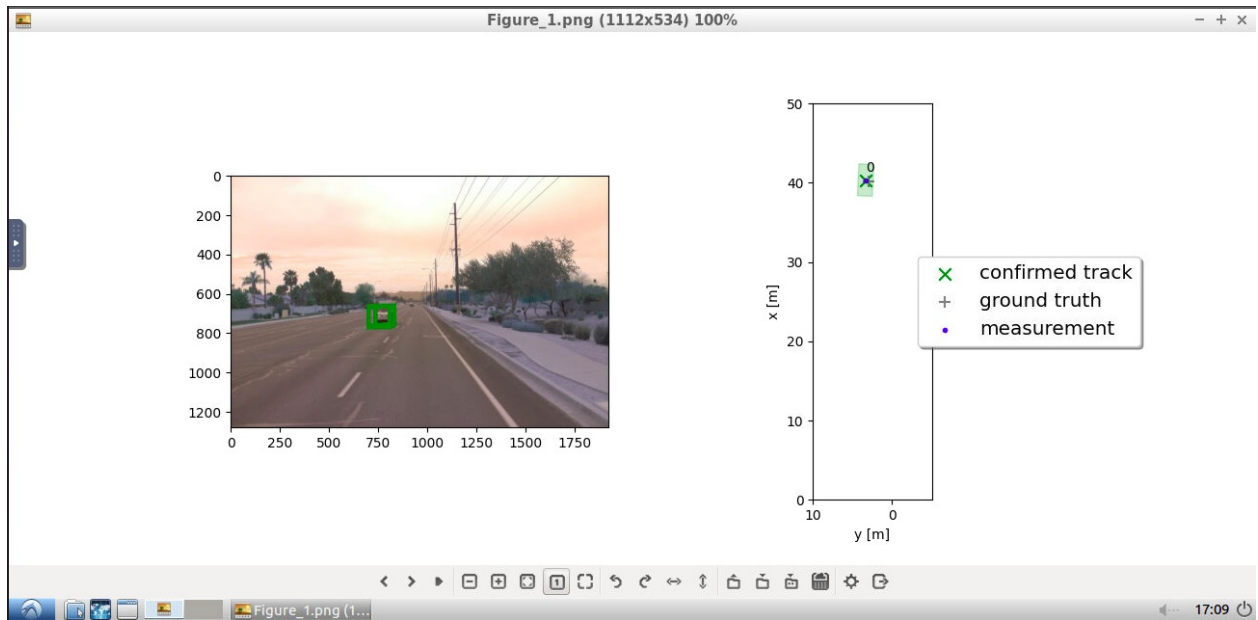 Figure_1.png (1112x534) 100%
0
200
400
600
800
1000
1200
0 250 500 750 1000 1250 1500 1750
50
40
30
20
10
0
x [m]
0
10 0
y [m]
confirmed track
ground truth
measurement
1
Figure_1.png (1...
17:09